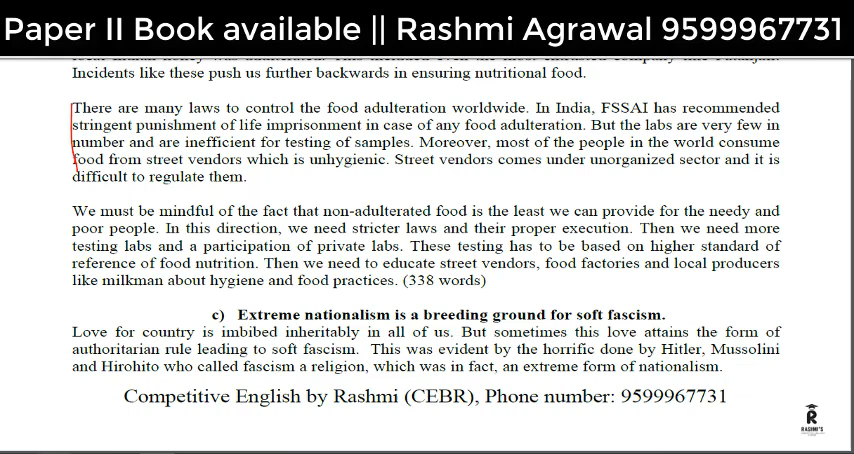 Paper II Book available || Rashmi Agrawal 9599967731
Incidents like these push us further backwards in ensuring nutritional food.
There are many laws to control the food adulteration worldwide. In India, FSSAI has recommended
stringent punishment of life imprisonment in case of any food adulteration. But the labs are very few in
number and are inefficient for testing of samples. Moreover, most of the people in the world consume
food from street vendors which is unhygienic. Street vendors comes under unorganized sector and it is
difficult to regulate them.
We must be mindful of the fact that non-adulterated food is the least we can provide for the needy and
poor people. In this direction, we need stricter laws and their proper execution. Then we need more
testing labs and a participation of private labs. These testing has to be based on higher standard of
reference of food nutrition. Then we need to educate street vendors, food factories and local producers
like milkman about hygiene and food practices. (338 words)
c) Extreme nationalism is a breeding ground for soft fascism.
Love for country is imbibed inheritably in all of us. But sometimes this love attains the form of
authoritarian rule leading to soft fascism. This was evident by the horrific done by Hitler, Mussolini
and Hirohito who called fascism a religion, which was in fact, an extreme form of nationalism.
Competitive English by Rashmi (CEBR), Phone number: 9599967731
R
RASHMI'S